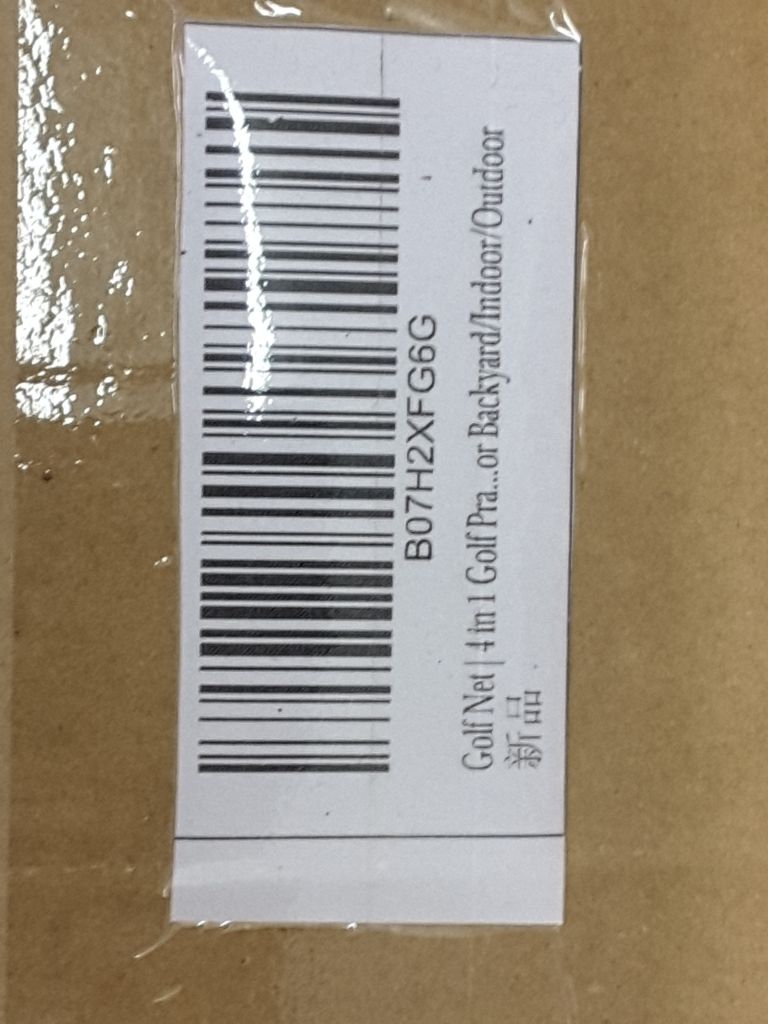 B07H2XFG6G
Golf Net | 4 in 1 Golf Pra...or Backyard/Indoor/Outdoor
新品